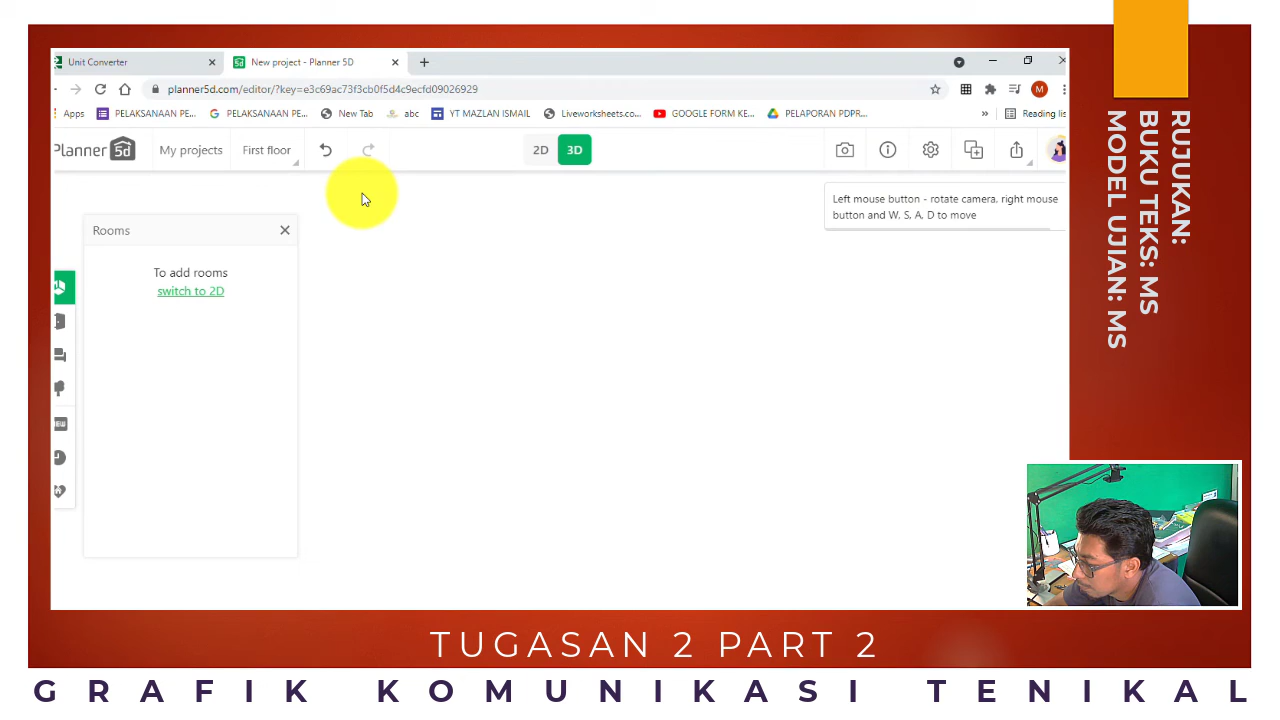 Unit Converter
New project - Planner 5D
planner5d.com/editor/?key=e3c69ac73f3cb0f5d4c9ecfd09026929
M
Apps
PELAKSANAAN PE...
PELAKSANAAN PE...
New Tab
abc
YT MAZLAN ISMAIL
Liveworksheets.co...
GOOGLE FORM KE...
PELAPORAN PDPR...
»
Reading lis
Planner 5d
My projects
First floor
2D
3D
Left mouse button - rotate camera, right mouse
button and W, S, A, D to move
Rooms
To add rooms
switch to 2D
NEW
RUJUKAN:
BUKU TEKS: MS
MODEL UJIAN: MS
TUGASAN 2 PART 2
GRAFIK KOMUNIKASI TENIKAL